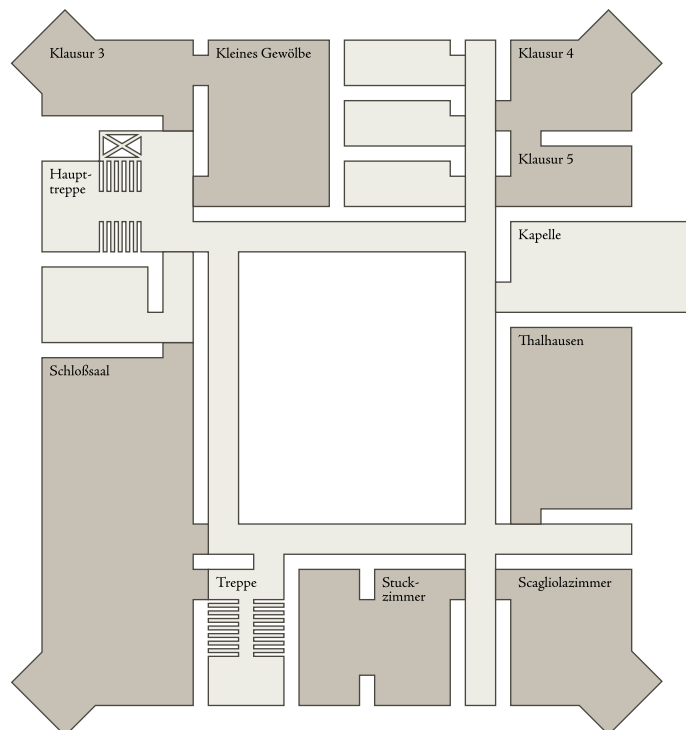 Klausur 3
Kleines Gewölbe
Klausur 4
Klausur 5
Haupt-
treppe
Kapelle
Thalhausen
Schloßsaal
Treppe
Stuck-
zimmer
Scagliolazimmer